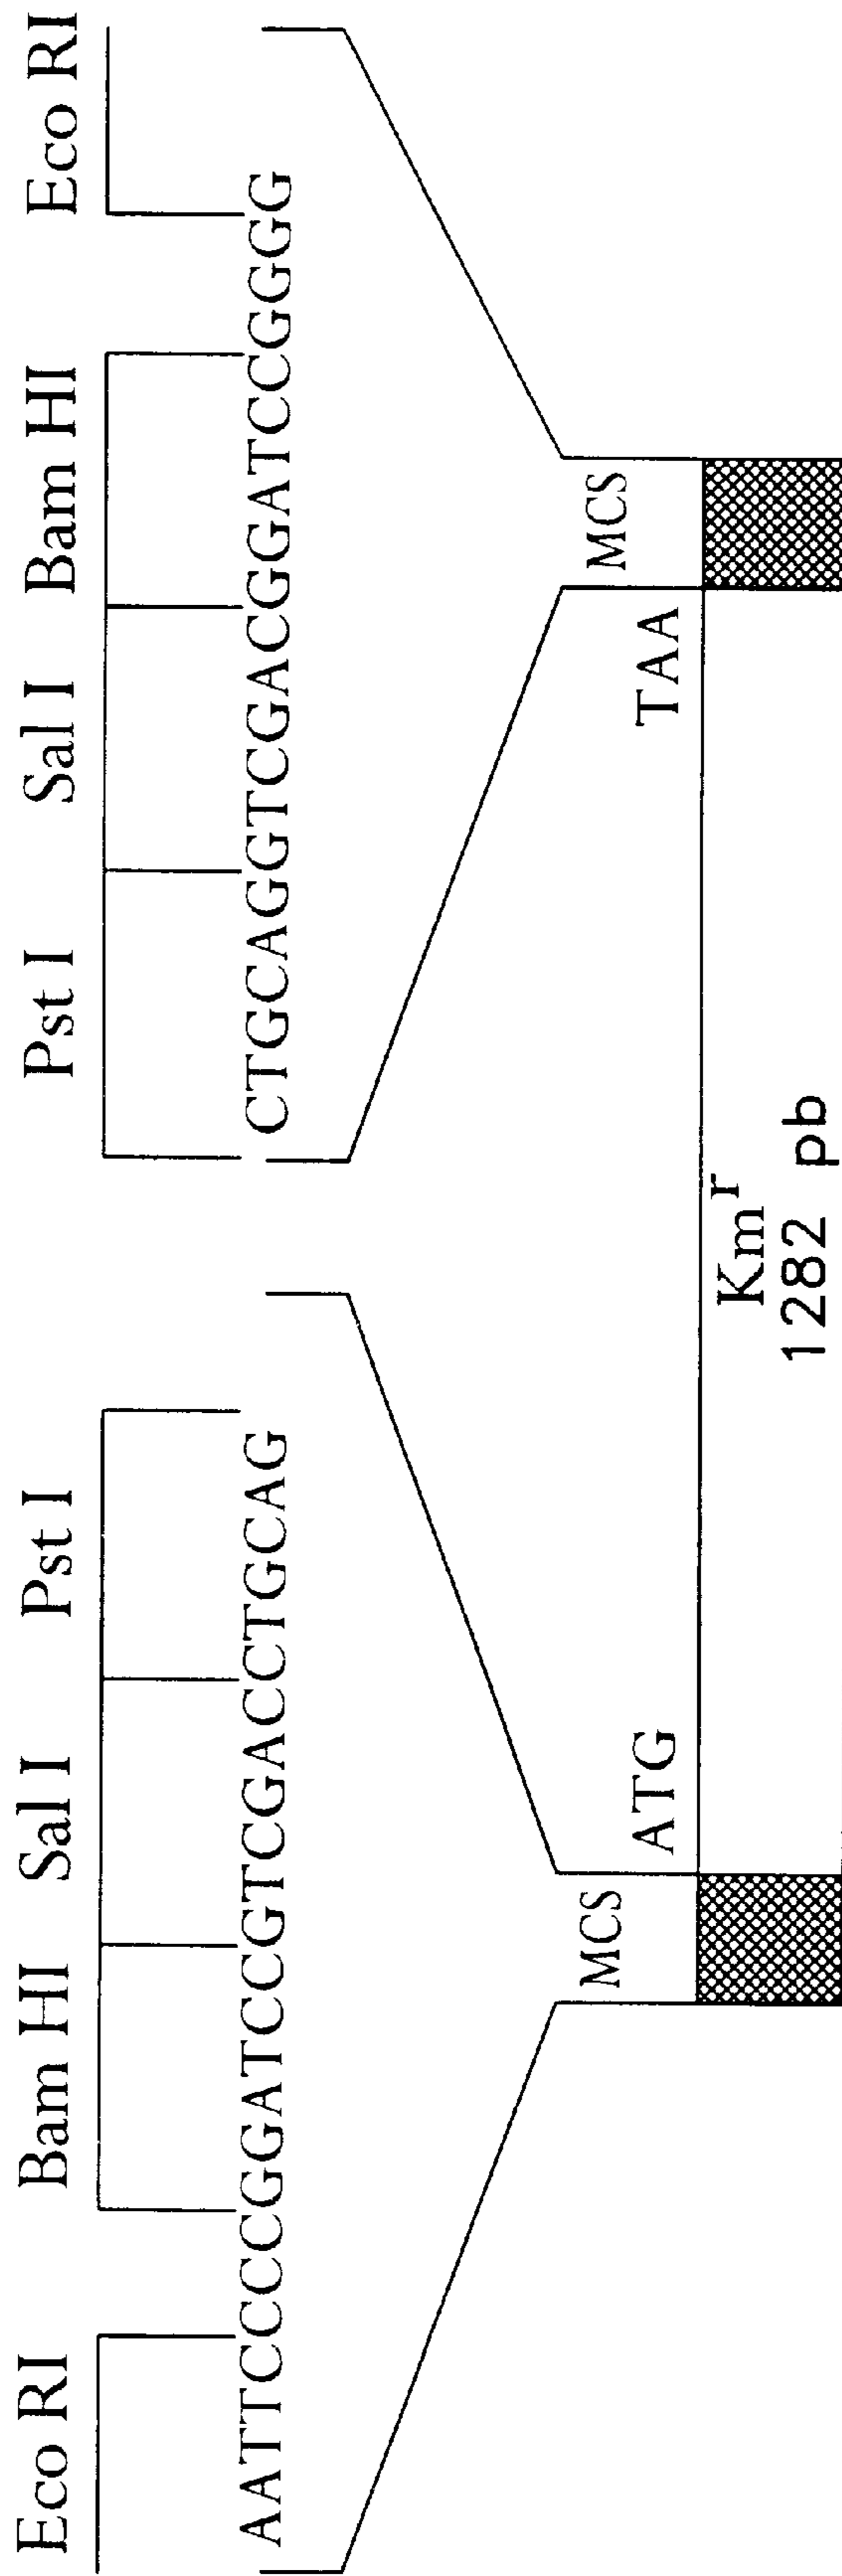 Eco RI Bam HI Sal I Pst I Pst I Sal I Bam HI Eco RI
AATTCCCCGGATCCGTCGACCTGCAG CTGCAGGTCGACGGATCCGGGG
MCS MCS
ATG TAA
Km r
1282 pb